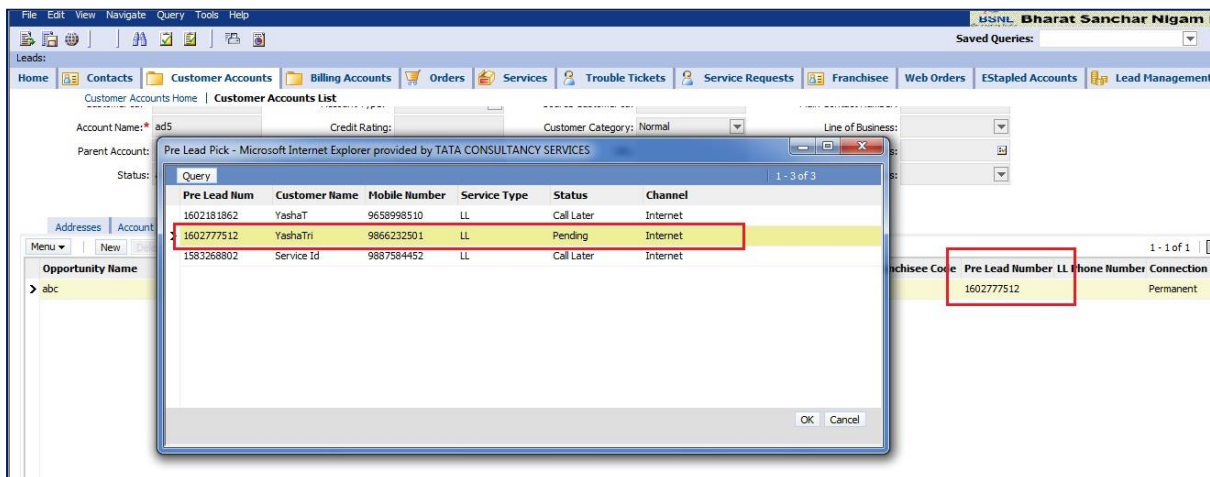 File Edit View Navigate Query Tools Help
BSNL Bharat Sanchar Nigam
Saved Queries:
Leads:
Home Contacts Customer Accounts Billing Accounts Orders Services Trouble Tickets Service Requests Franchisee Web Orders EStapled Accounts Lead Management
Customer Accounts Home | Customer Accounts List
Account Name:* ad5 Credit Rating: Customer Category: Normal Line of Business:
Parent Account:
Status:
Pre Lead Pick - Microsoft Internet Explorer provided by TATA CONSULTANCY SERVICES
Query 1 - 3 of 3
Pre Lead Num Customer Name Mobile Number Service Type Status Channel
1602181862 YashaT 9658998510 LL Call Later Internet
1602777512 YashaTri 9866232501 LL Pending Internet
1583268802 Service Id 9887584452 LL Call Later Internet
OK Cancel
Addresses Account
Menu New 1 - 1 of 1
Opportunity Name Code Pre Lead Number LL Phone Number Connection
abc 1602777512 Permanent